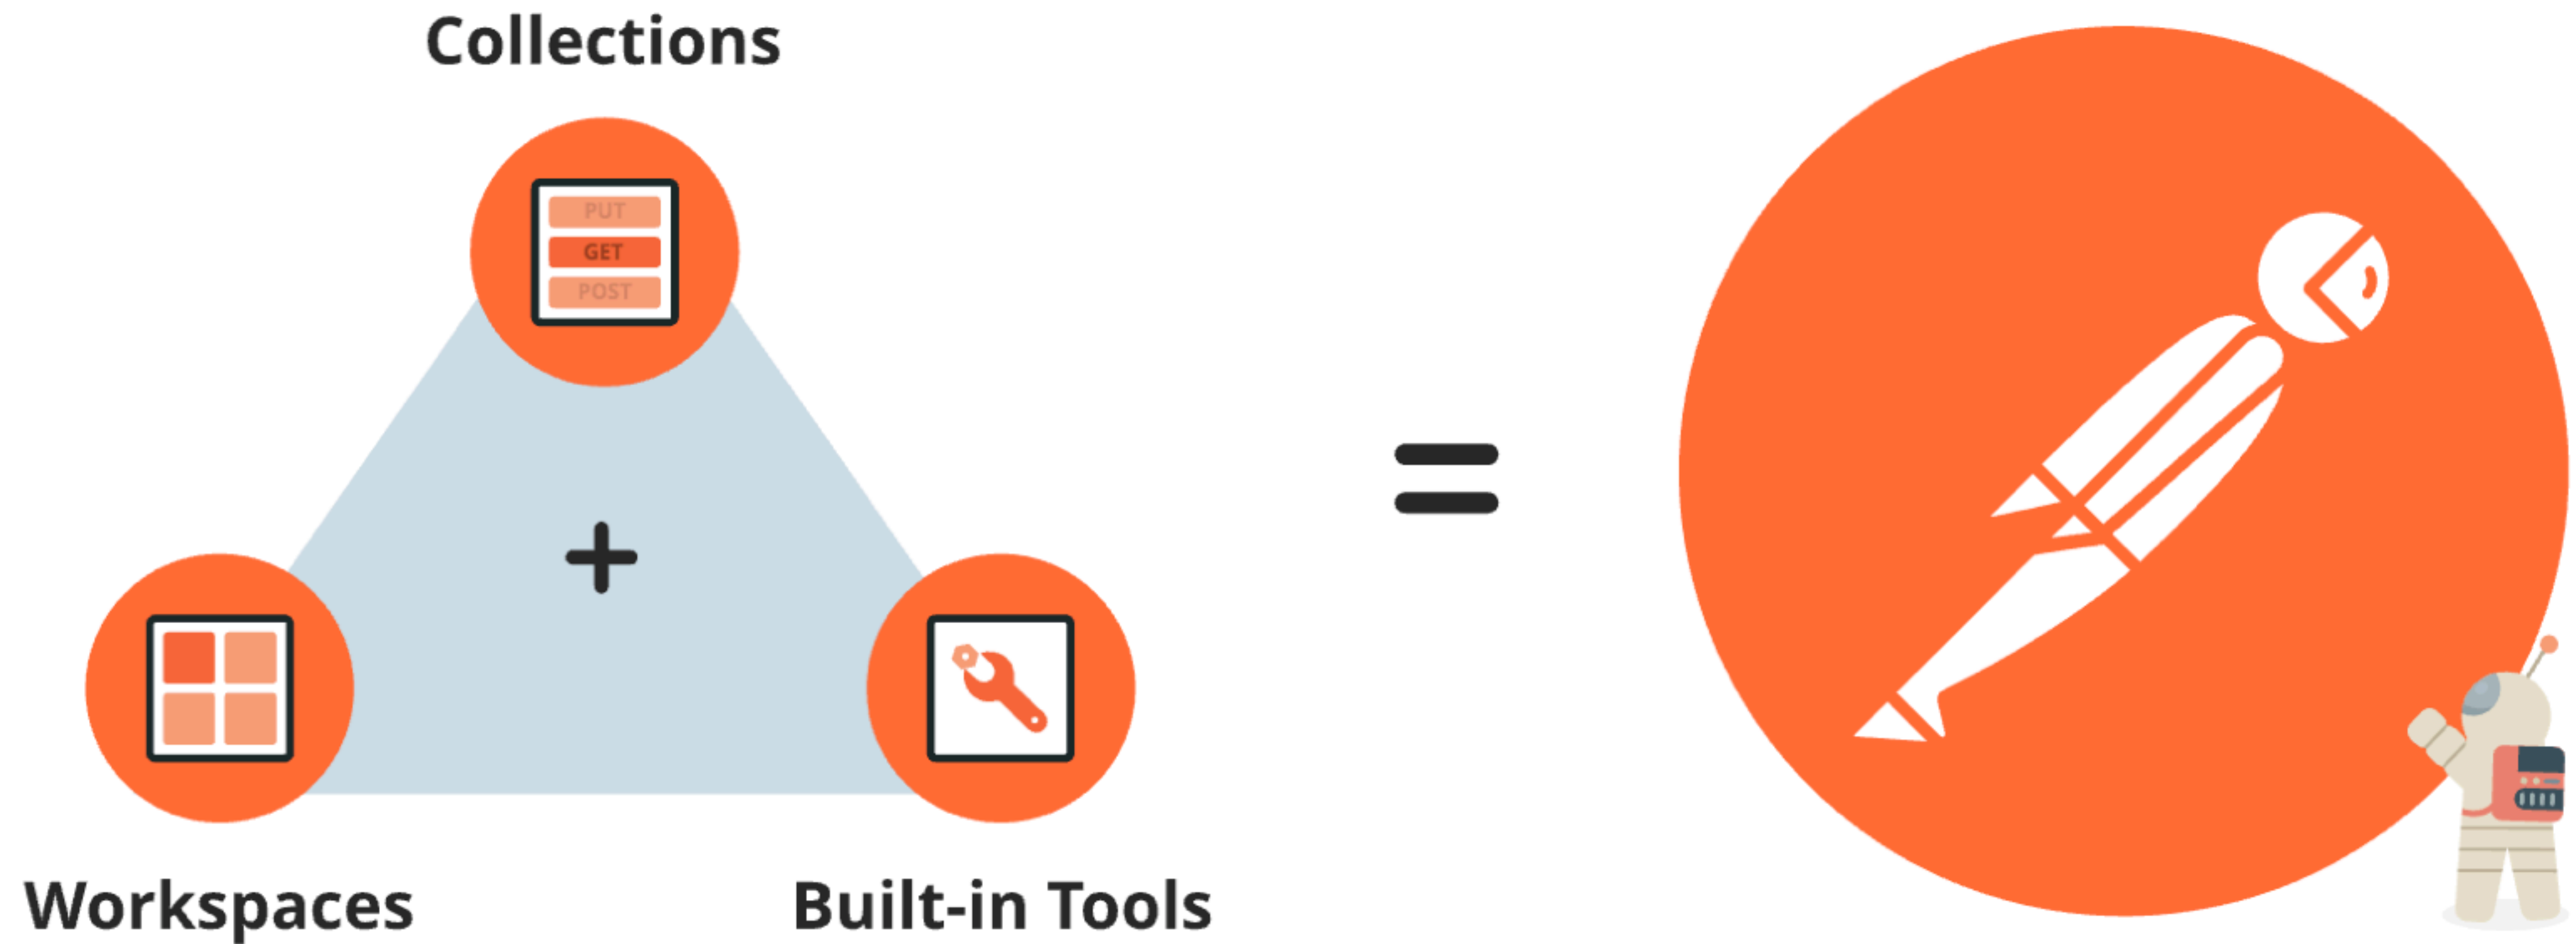 Collections
PUT
GET
POST
+
=
Workspaces
Built-in Tools